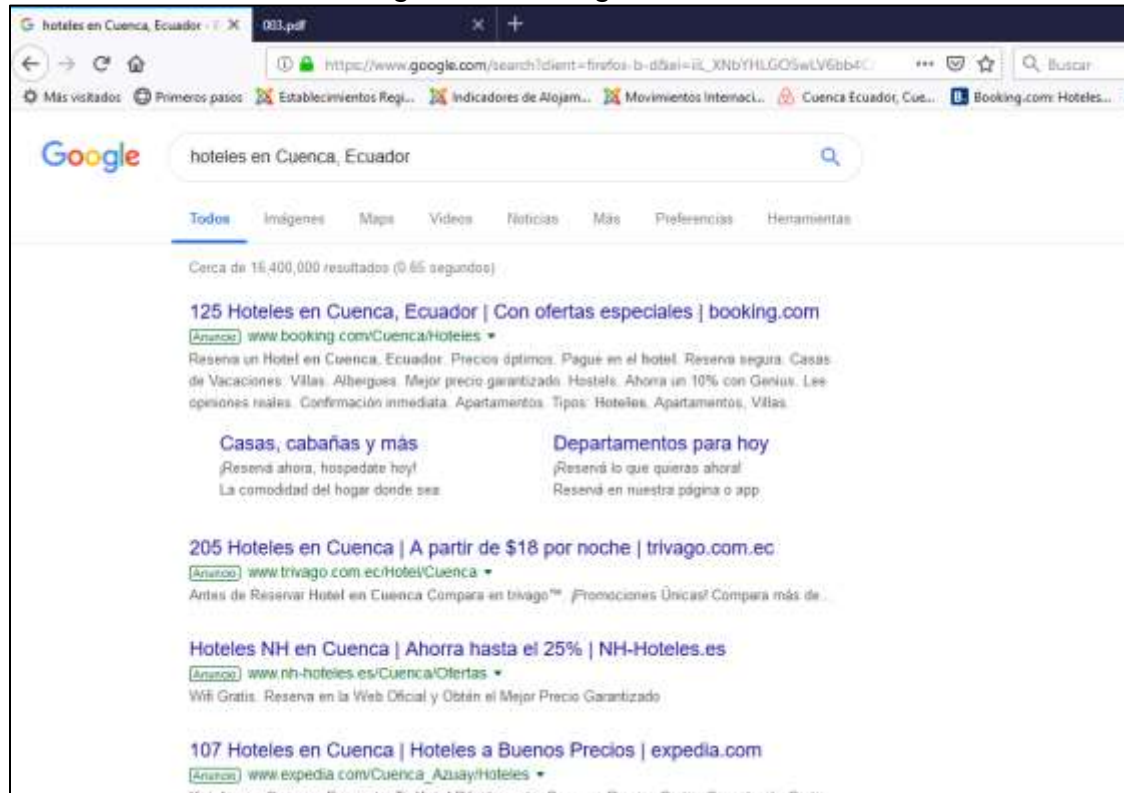 hoteles en Cuenca, Ecuador
003.pdf
https://www.google.com/search?client=firefox-b-d&ei=
Buscar
Más visitados Primeros pasos Establecimientos Regi... Indicadores de Alojam... Movimientos Internaci... Cuenca Ecuador, Cue... Booking.com: Hoteles...
Google
hoteles en Cuenca, Ecuador
Todos Imágenes Maps Videos Noticias Más Preferencias Herramientas
Cerca de 16,400,000 resultados (0.65 segundos)
125 Hoteles en Cuenca, Ecuador | Con ofertas especiales | booking.com
Anuncio www.booking.com/Cuenca/Hoteles
Reserva un Hotel en Cuenca, Ecuador. Precios óptimos. Pague en el hotel. Reserva segura. Casas
de Vacaciones. Villas. Albergues. Mejor precio garantizado. Hostels. Ahorra un 10% con Genius. Lee
opiniones reales. Confirmación inmediata. Apartamentos. Tipos: Hoteles, Apartamentos, Villas.
Casas, cabañas y más
¡Reservá ahora, hospedate hoy!
La comodidad del hogar donde sea
Departamentos para hoy
¡Reservá lo que quieras ahora!
Reservá en nuestra página o app
205 Hoteles en Cuenca | A partir de $18 por noche | trivago.com.ec
Anuncio www.trivago.com.ec/Hotel/Cuenca
Antes de Reservar Hotel en Cuenca Compara en trivago™. ¡Promociones Únicas! Compara más de...
Hoteles NH en Cuenca | Ahorra hasta el 25% | NH-Hoteles.es
Anuncio www.nh-hoteles.es/Cuenca/Ofertas
Wifi Gratis. Reserva en la Web Oficial y Obtén el Mejor Precio Garantizado
107 Hoteles en Cuenca | Hoteles a Buenos Precios | expedia.com
Anuncio www.expedia.com/Cuenca_Azuay/Hoteles